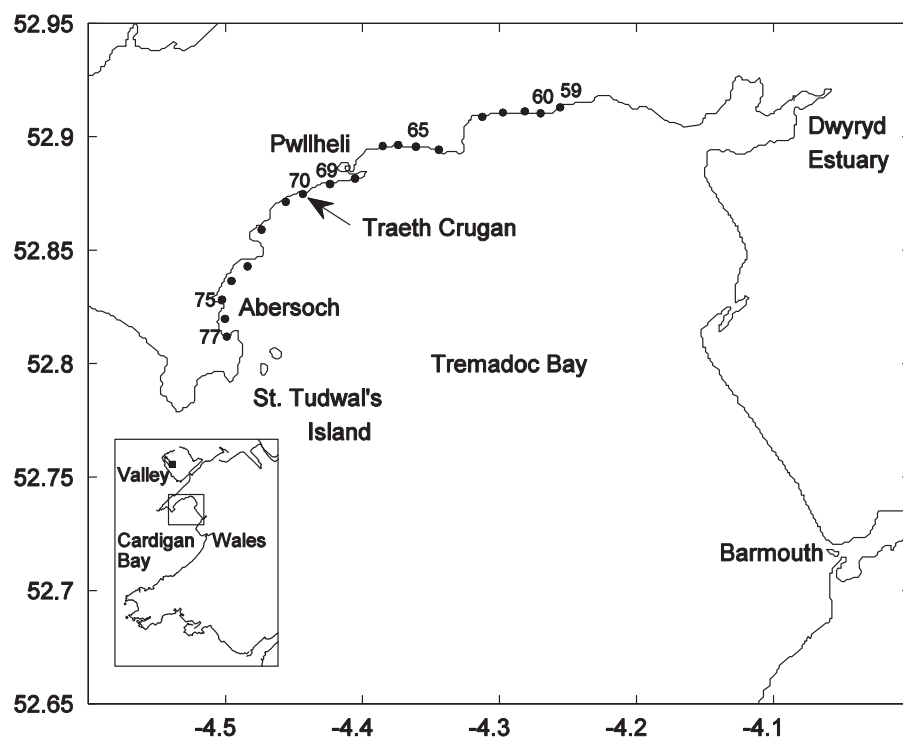 52.95
52.9
52.85
52.8
52.75
52.7
52.65
59
60
65
Pwllheli
69
70
Dwyryd
Estuary
Traeth Crugan
75
Abersoch
77
Tremadoc Bay
St. Tudwal's
Island
Valley
Cardigan
Bay
Wales
Barmouth
-4.5
-4.4
-4.3
-4.2
-4.1